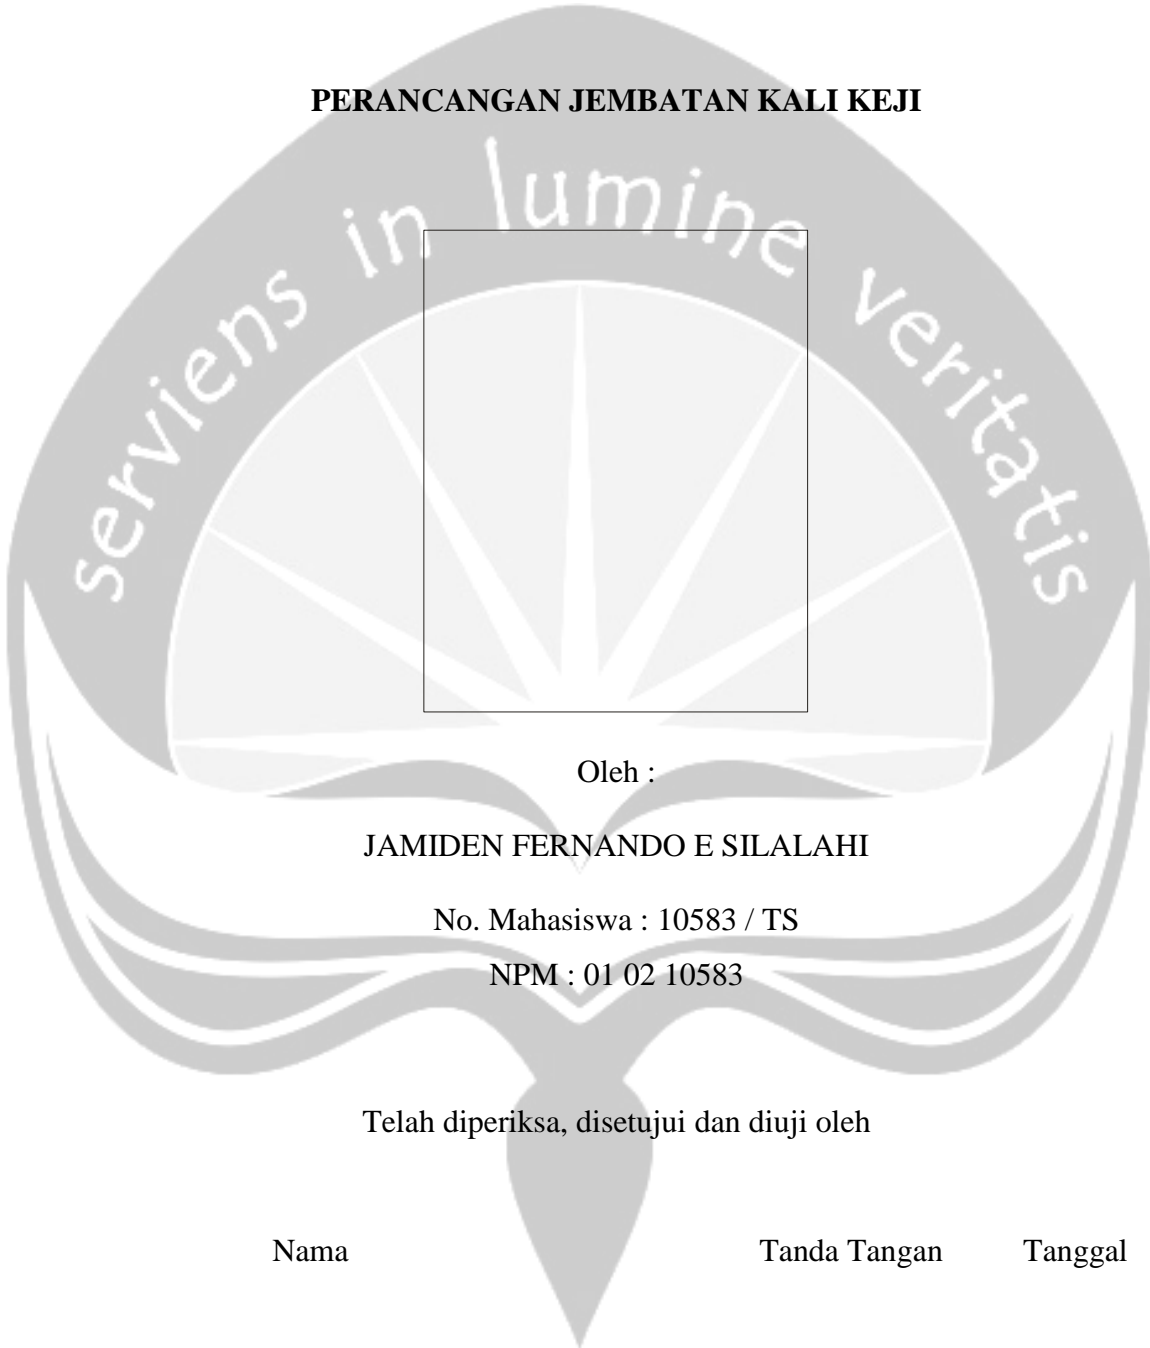 PERANCANGAN JEMBATAN KALI KEJI
serviens in lumine veritatis
Oleh :
JAMIDEN FERNANDO E SILALAHI
No. Mahasiswa : 10583 / TS
NPM : 01 02 10583
Telah diperiksa, disetujui dan diuji oleh
Nama Tanda Tangan Tanggal